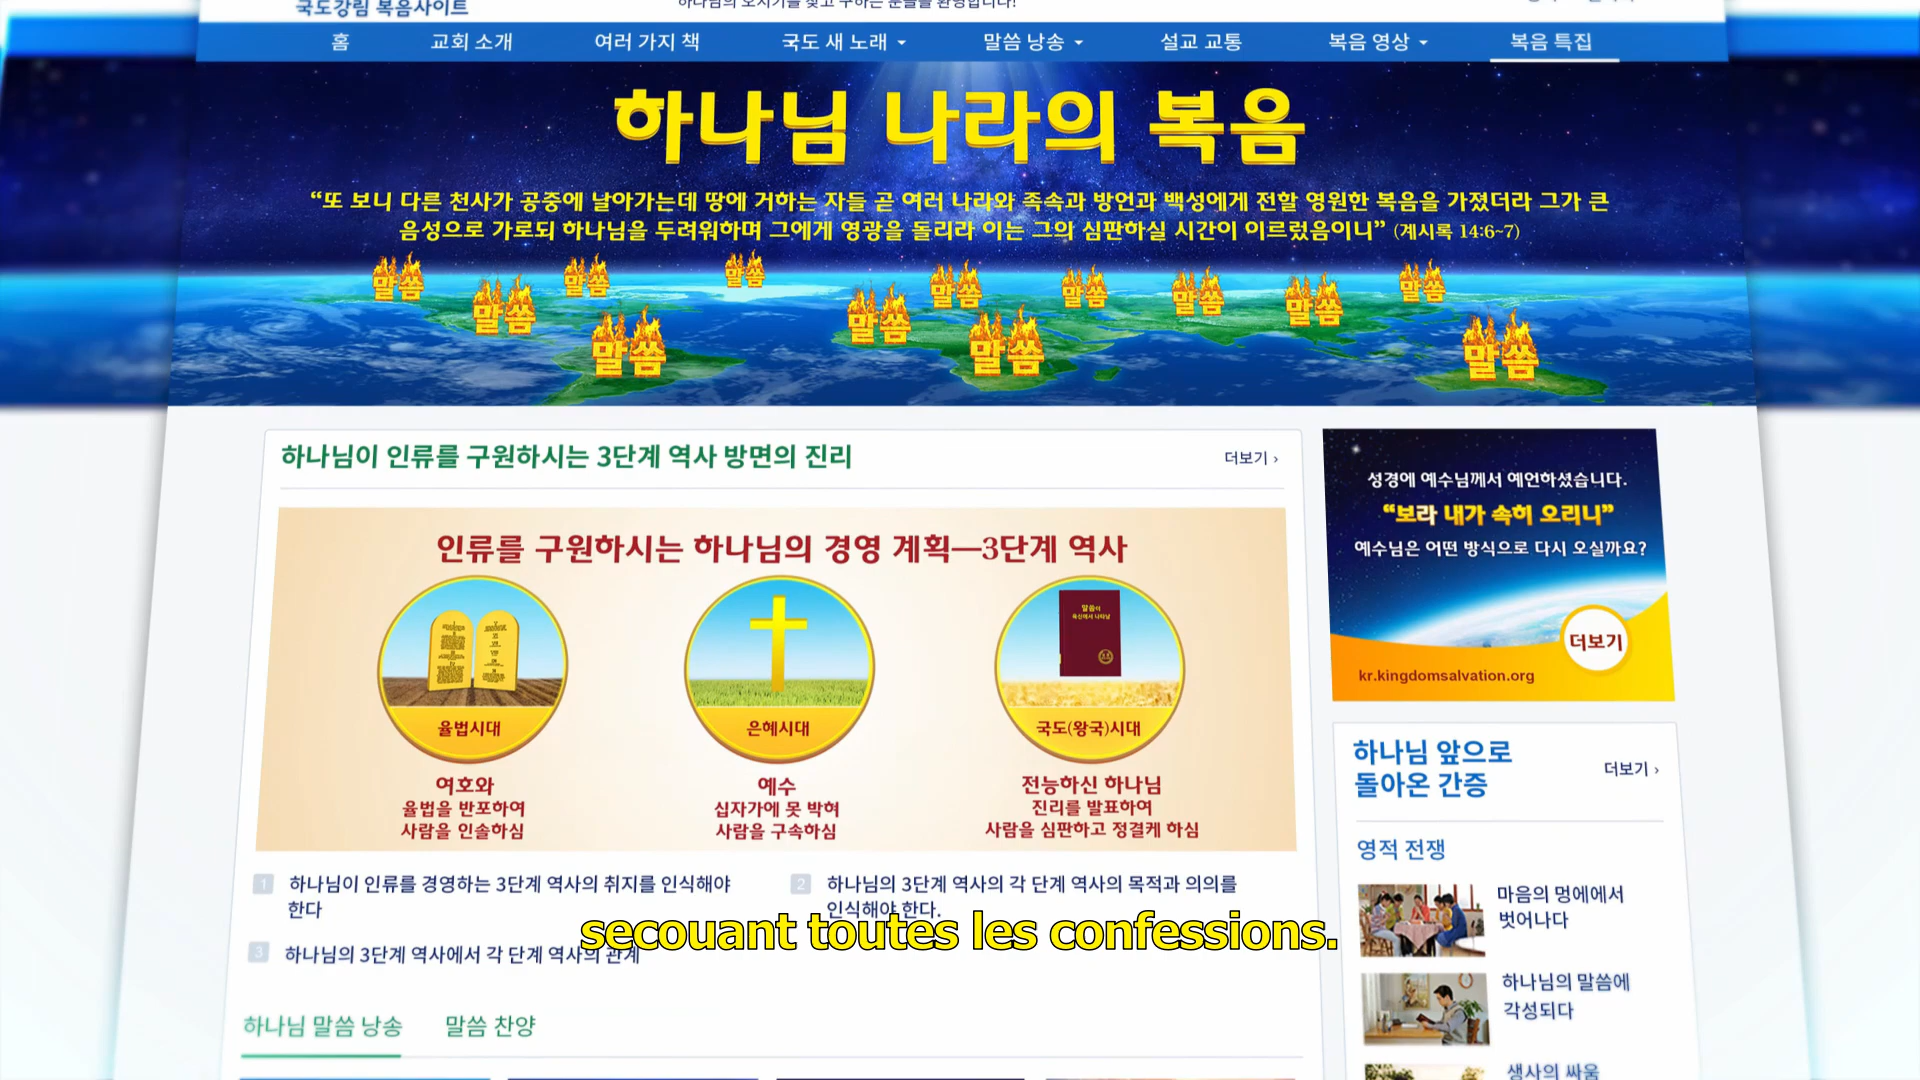 국도강림 복음사이트
홈
교회 소개
여러 가지 책
국도 새 노래
말씀 낭송
설교 교통
복음 영상
복음 특집
하나님 나라의 복음
“또 보니 다른 천사가 공중에 날아가는데 땅에 거하는 자들 곧 여러 나라와 족속과 방언과 백성에게 전할 영원한 복음을 가졌더라 그가 큰
음성으로 가로되 하나님을 두려워하며 그에게 영광을 돌리라 이는 그의 심판하실 시간이 이르렀음이니” (계시록 14:6~7)
말씀
말씀
말씀
말씀
말씀
말씀
말씀
말씀
말씀
말씀
말씀
말씀
말씀
하나님이 인류를 구원하시는 3단계 역사 방면의 진리
더보기 ›
인류를 구원하시는 하나님의 경영 계획—3단계 역사
율법시대
여호와
율법을 반포하여
사람을 인솔하심
은혜시대
예수
십자가에 못 박혀
사람을 구속하심
말씀이
육신에서 나타남
국도(왕국)시대
전능하신 하나님
진리를 발표하여
사람을 심판하고 정결케 하심
1 하나님이 인류를 경영하는 3단계 역사의 취지를 인식해야
한다
2 하나님의 3단계 역사의 각 단계 역사의 목적과 의의를
인식해야 한다.
3 하나님의 3단계 역사에서 각 단계 역사의 관계
secouant toutes les confessions.
하나님 말씀 낭송
말씀 찬양
성경에 예수님께서 예언하셨습니다.
“보라 내가 속히 오리니”
예수님은 어떤 방식으로 다시 오실까요?
더보기
kr.kingdomsalvation.org
하나님 앞으로
돌아온 간증
더보기 ›
영적 전쟁
마음의 멍에에서
벗어나다
하나님의 말씀에
각성되다
생사의 싸움